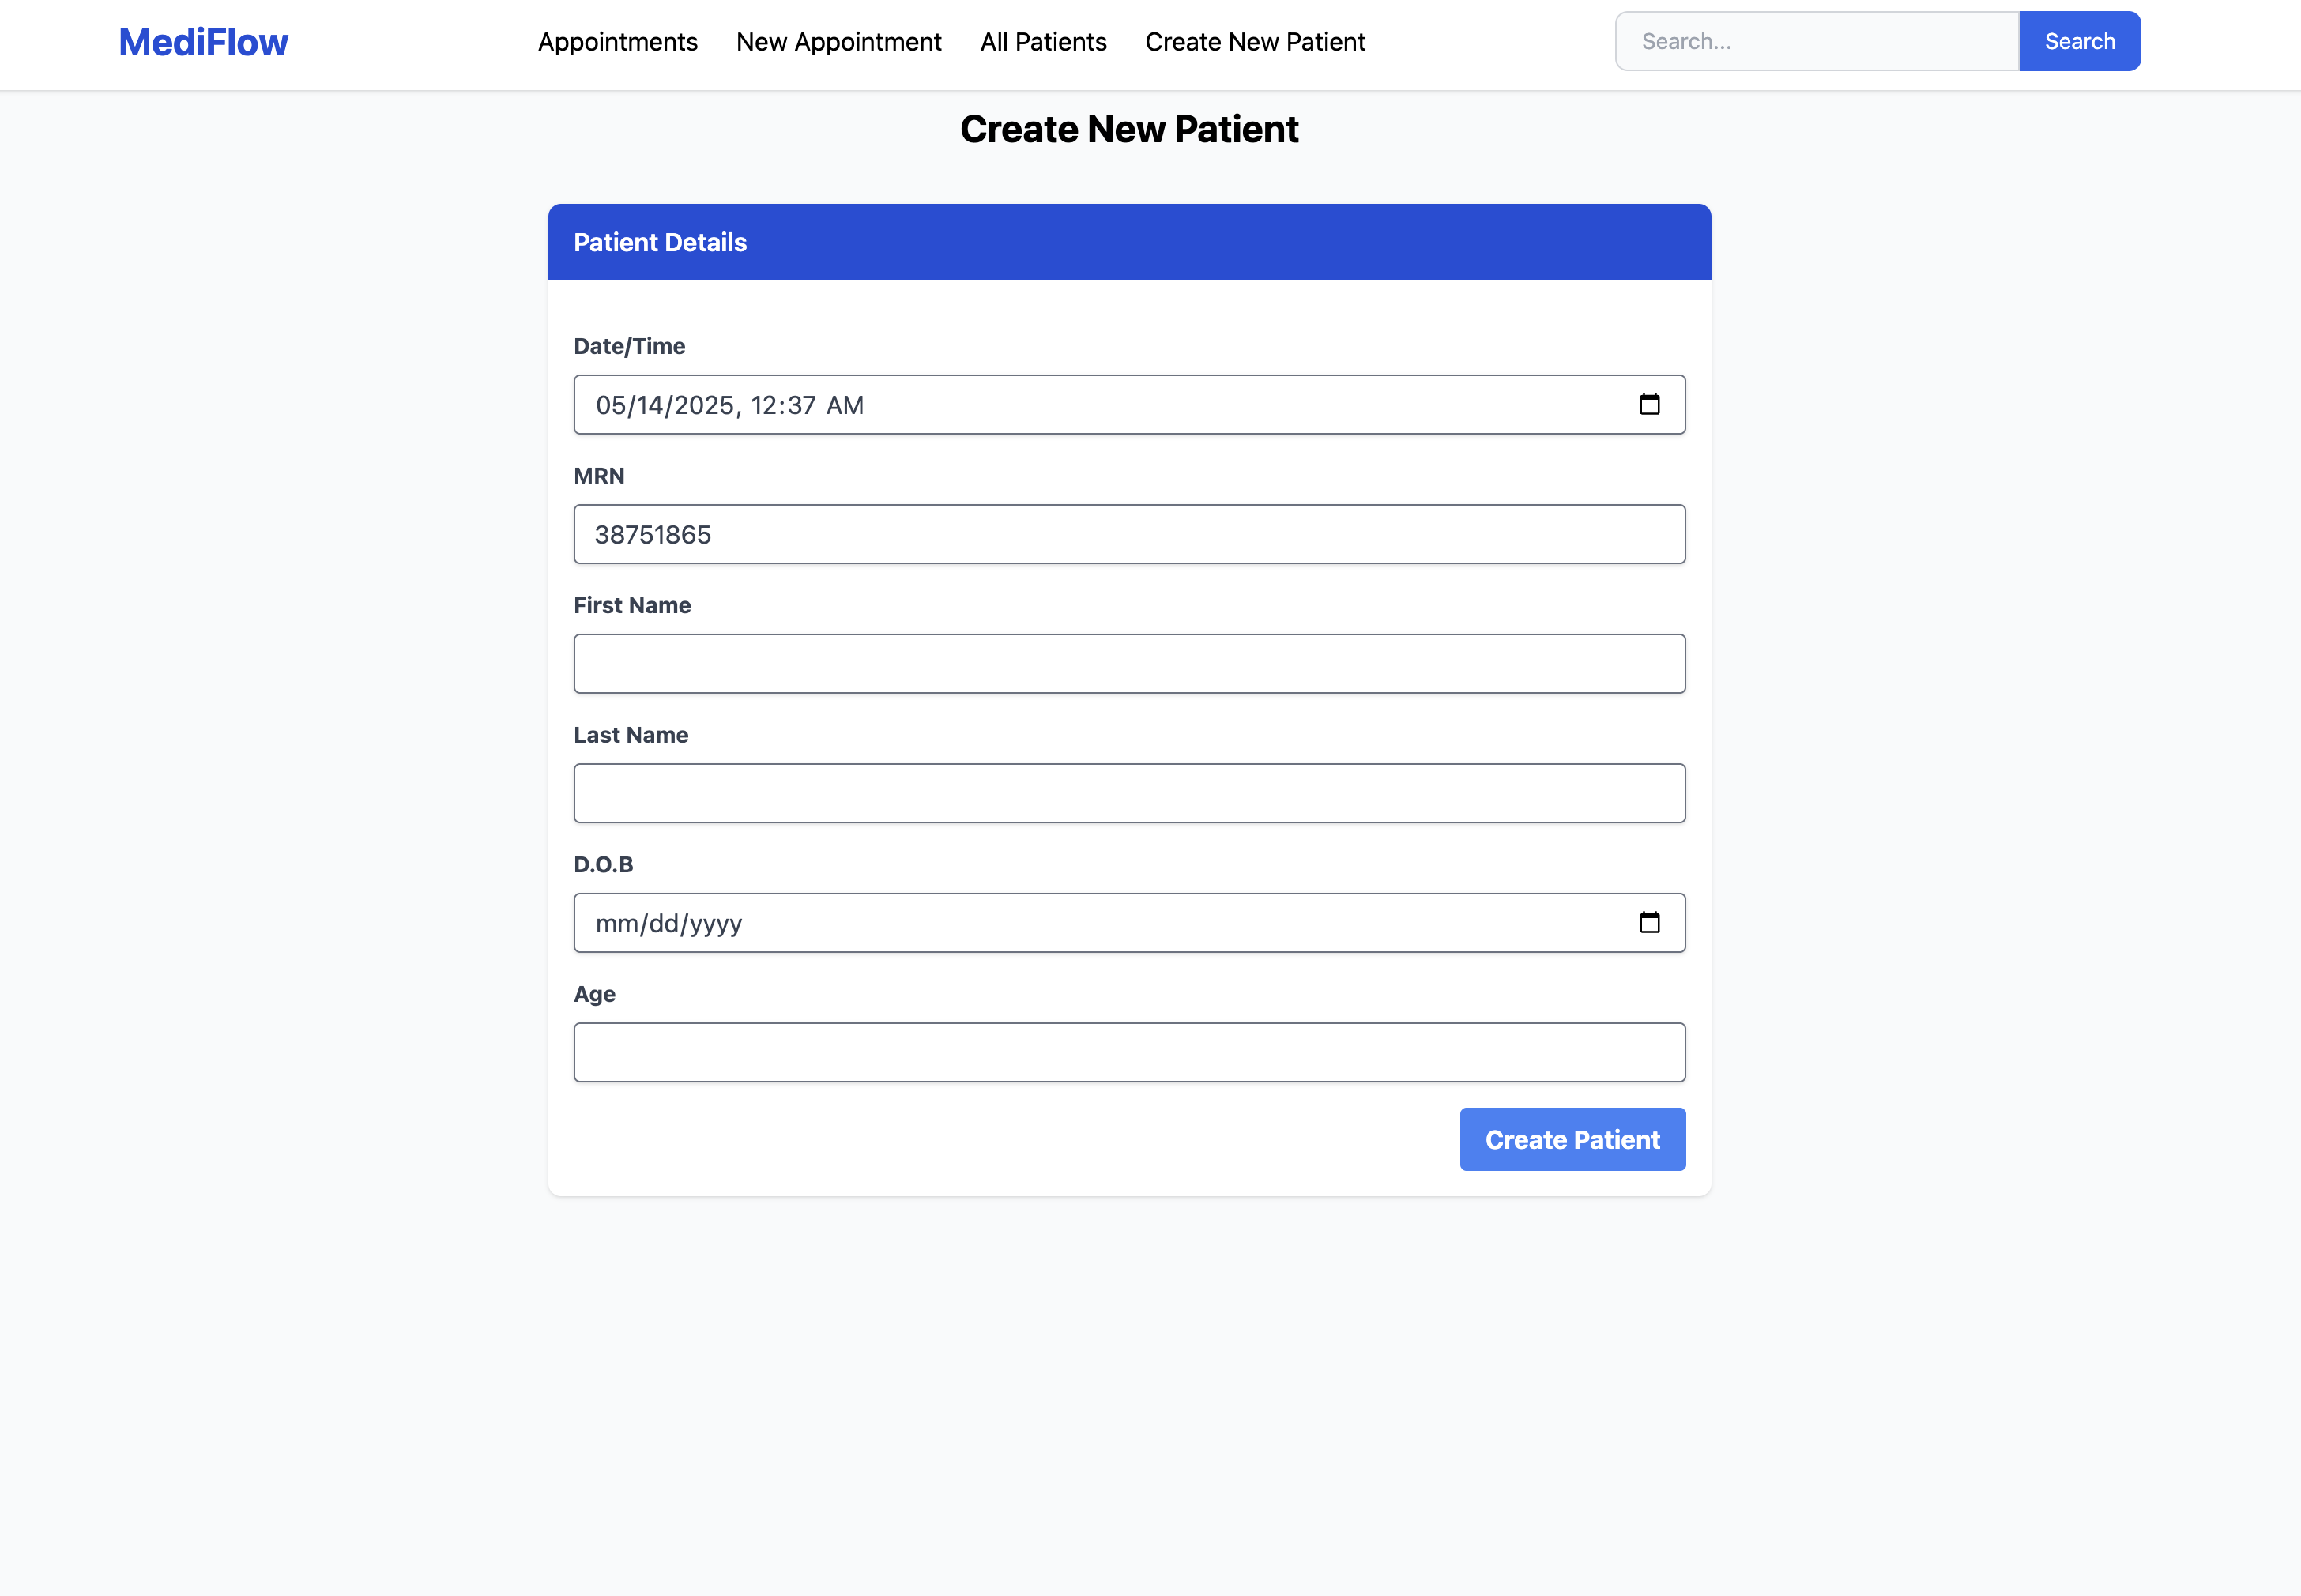 MediFlow
Appointments
New Appointment
All Patients
Create New Patient
Search...
Search
Create New Patient
Patient Details
Date/Time
05/14/2025, 12:37 AM
MRN
38751865
First Name
Last Name
D.O.B
mm/dd/yyyy
Age
Create Patient